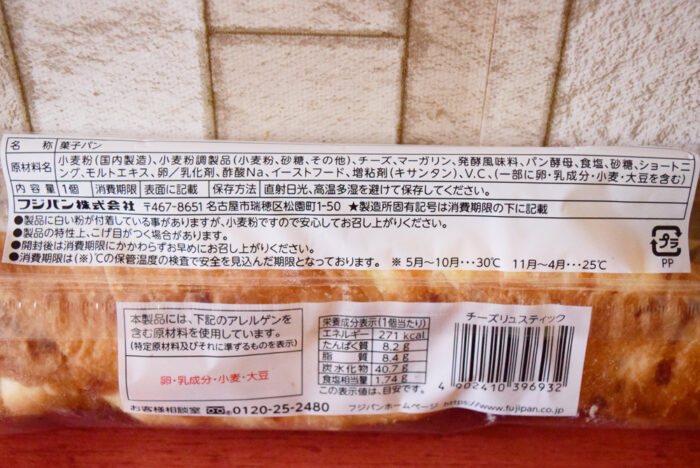 名 称 菓子パン
原材料名 小麦粉(国内製造)、小麦粉調製品(小麦粉、砂糖、その他)、チーズ、マーガリン、発酵風味料、パン酵母、食塩、砂糖、ショートニ
ング、モルトエキス、卵/乳化剤、酢酸Na、イーストフード、増粘剤(キサンタン)、V.C、(一部に卵・乳成分・小麦・大豆を含む)
内容量 1個 消費期限 表面に記載 保存方法 直射日光、高温多湿を避けて保存してください。
フジパン株式会社 〒467-8651 名古屋市瑞穂区松園町1-50 ★製造所固有記号は消費期限の下に記載
●製品に白い粉が付着している事がありますが、小麦粉ですので安心してお召し上がりください。
●製品の特性上、こげ目がつく場合があります。
●開封後は消費期限にかかわらずお早めにお召し上がりください。
●消費期限は(※)℃の保管温度の検査で安全を見込んだ期限となっております。 ※ 5月~10月・・・30℃ 11月~4月・・・25℃
プラ
PP
本製品には、下記のアレルゲンを
含む原材料を使用しています。
(特定原材料及びそれに準ずるものを表示)
卵・乳成分・小麦・大豆
お客様相談室 0120-25-2480
栄養成分表示(1個当たり)
エネルギー 271 kcal
たんぱく質 8.2 g
脂質 8.4 g
炭水化物 40.7 g
食塩相当量 1.74 g
この表示値は、目安です。
チーズリュスティック
4 902410 396932
フジパンホームページ https://www.fujipan.co.jp